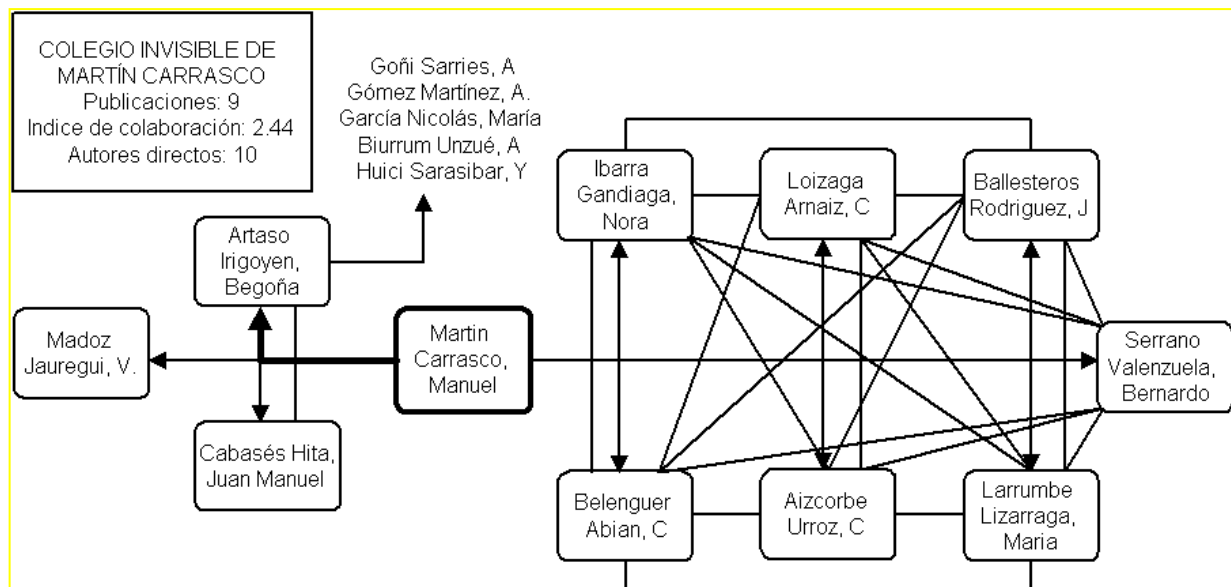 COLEGIO INVISIBLE DE
MARTÍN CARRASCO
Publicaciones: 9
Indice de colaboración: 2.44
Autores directos: 10
Goñi Sarries, A
Gómez Martínez, A.
García Nicolás, María
Biurrum Unzué, A
Huici Sarasibar, Y
Ibarra
Gandiaga,
Nora
Loizaga
Arnaiz, C
Ballesteros
Rodriguez, J
Artaso
Irigoyen,
Begoña
Madoz
Jauregui, V.
Martin
Carrasco,
Manuel
Serrano
Valenzuela,
Bernardo
Cabasés Hita,
Juan Manuel
Belenguer
Abian, C
Aizcorbe
Urroz, C
Larrumbe
Lizarraga,
Maria